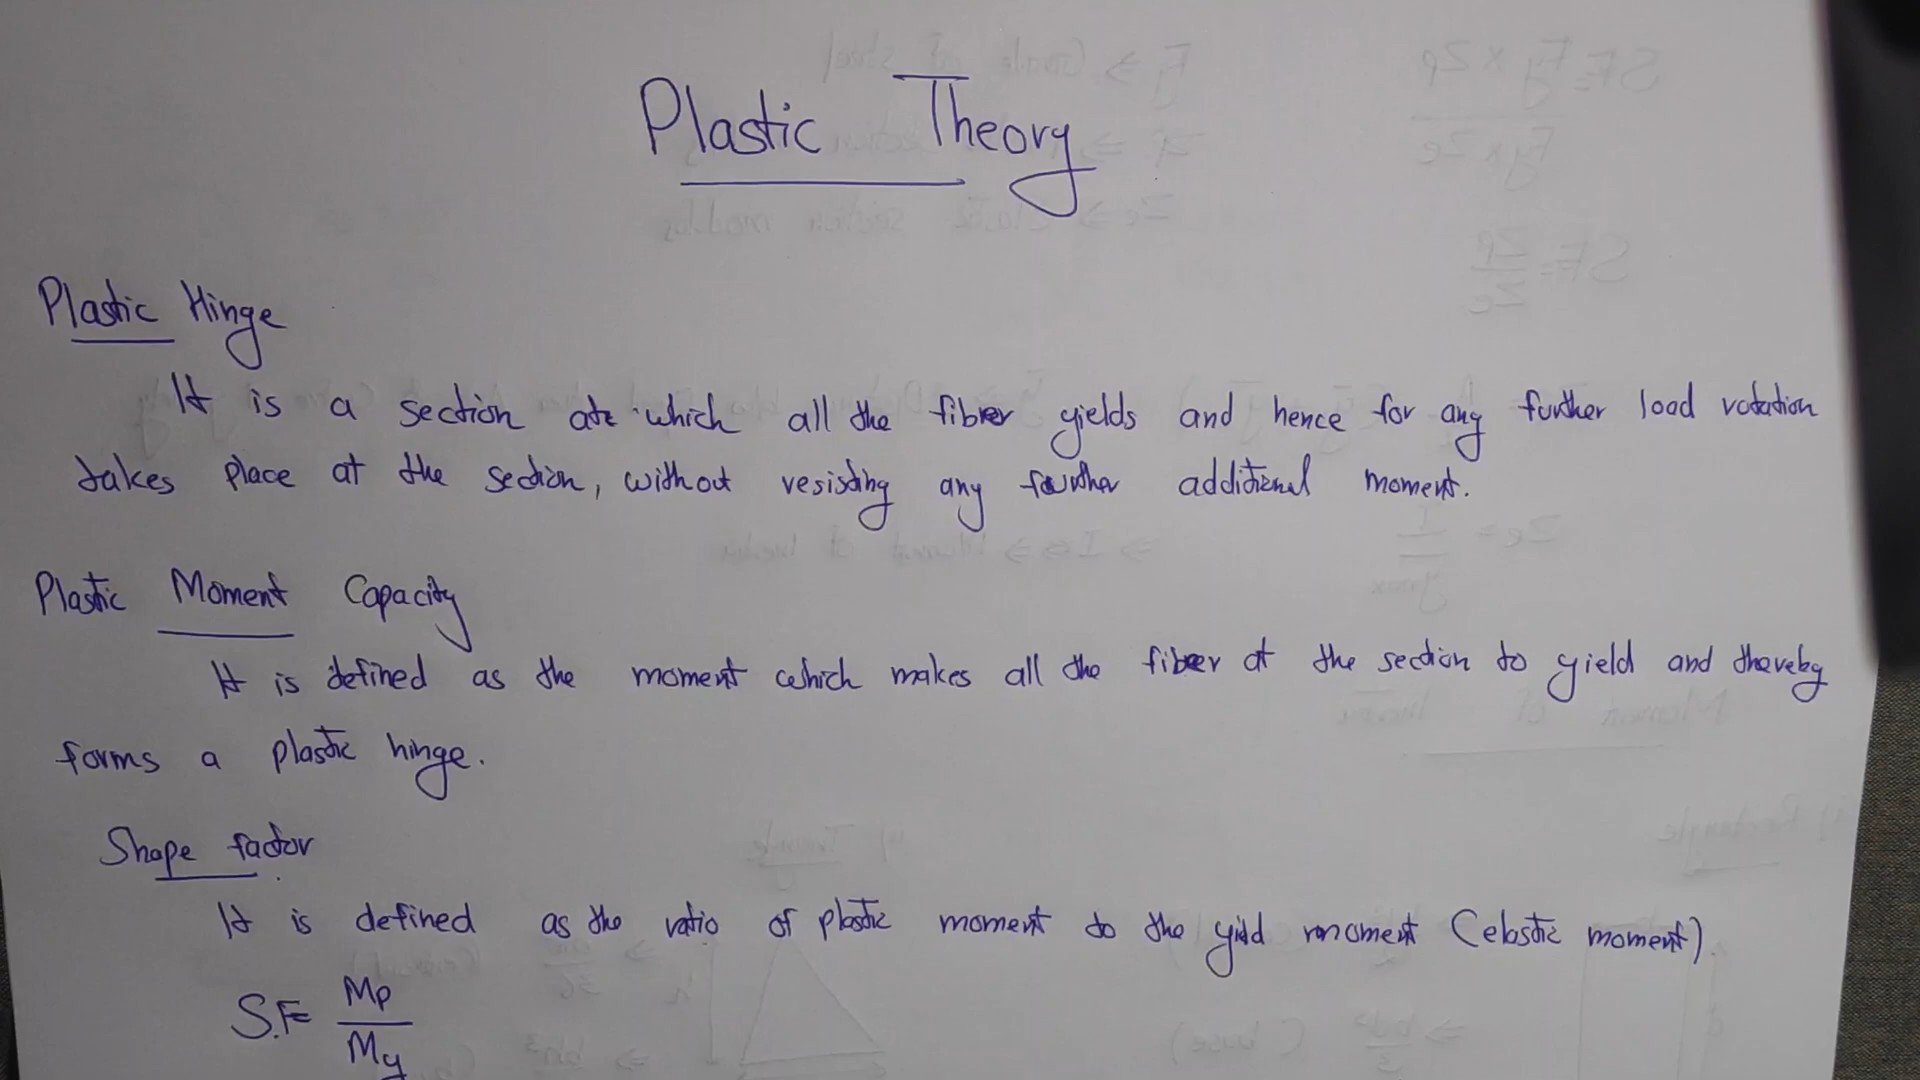 Plastic Theory
Plastic Hinge
It is a section at which all the fiber yields and hence for any further load rotation
takes place at the section, without resisting any further additional moment.
Plastic Moment Capacity
It is defined as the moment which makes all the fiber at the section to yield and thereby
forms a plastic hinge.
Shape factor
It is defined as the ratio of plastic moment to the yield moment (elastic moment).
S.F = Mp / My